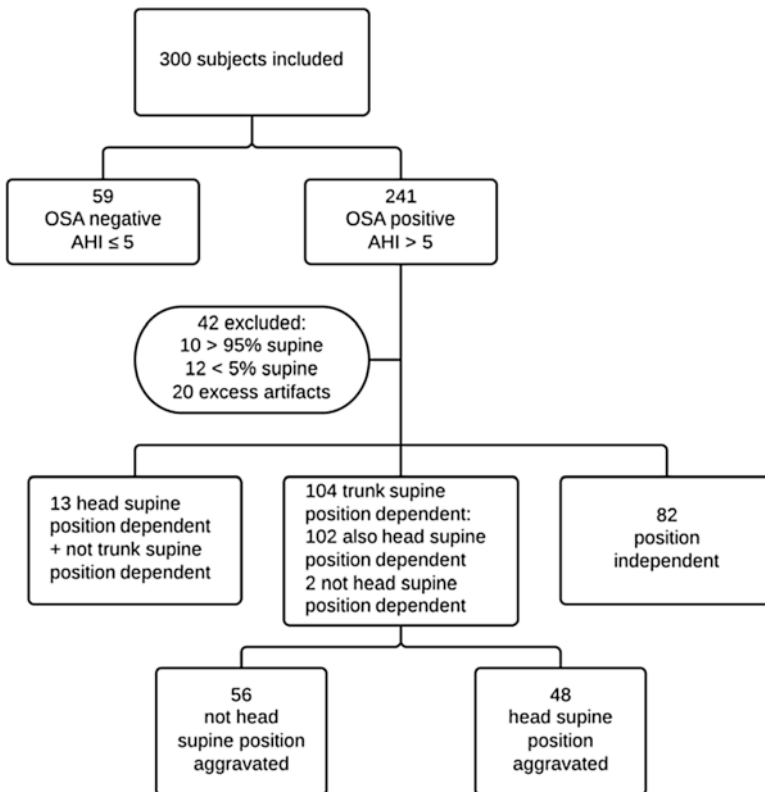 300 subjects included
59
OSA negative
AHI ≤ 5
241
OSA positive
AHI > 5
42 excluded:
10 > 95% supine
12 < 5% supine
20 excess artifacts
13 head supine
position dependent
+ not trunk supine
position dependent
104 trunk supine
position dependent:
102 also head supine
position dependent
2 not head supine
position dependent
82
position
independent
56
not head
supine position
aggravated
48
head supine
position
aggravated